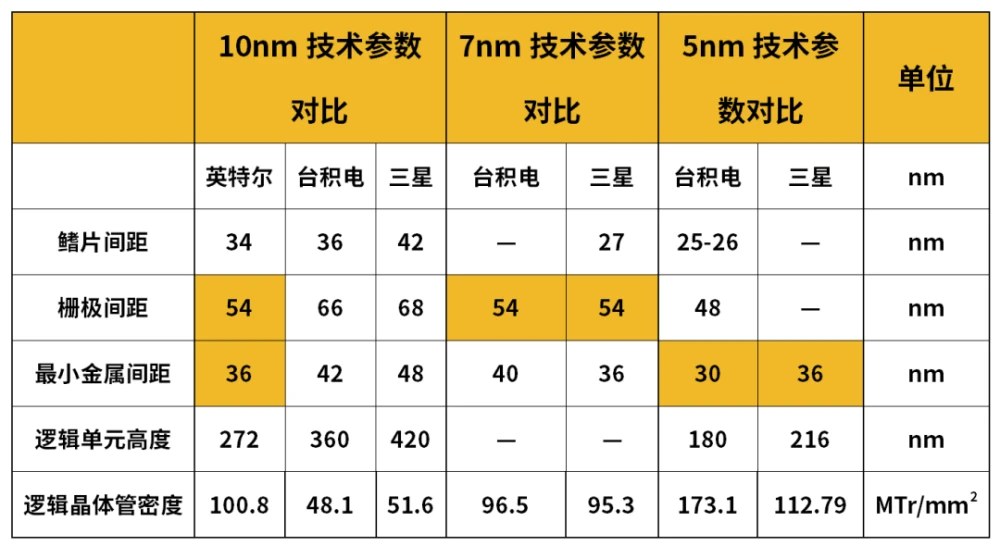 10nm 技术参数 7nm 技术参数 5nm 技术参 单位
对比 对比 数对比
英特尔 台积电 三星 台积电 三星 台积电 三星 nm
鳍片间距 34 36 42 — 27 25-26 — nm
栅极间距 54 66 68 54 54 48 — nm
最小金属间距 36 42 48 40 36 30 36 nm
逻辑单元高度 272 360 420 — — 180 216 nm
逻辑晶体管密度 100.8 48.1 51.6 96.5 95.3 173.1 112.79 MTr/mm²